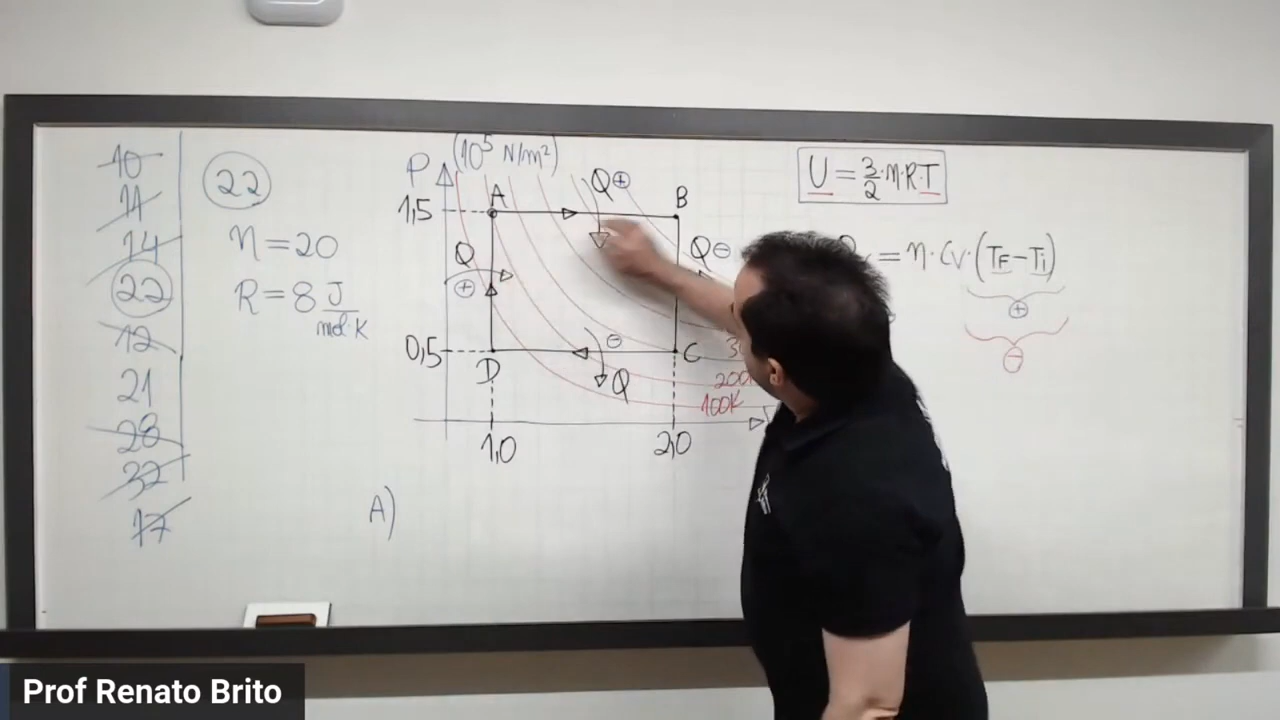 10
11
14
22
12
21
28
32
17
22
n=20
R=8 J/mol·K
P (10⁵ N/m²)
Q⊕
A
B
1,5
Q
⊕
Q⊖
0,5
D
⊖
Q
C
200K
100K
1,0
2,0
A)
U = 3/2·n·R·T
= n·Cv·(TF−Ti)
⊕
⊖
Prof Renato Brito